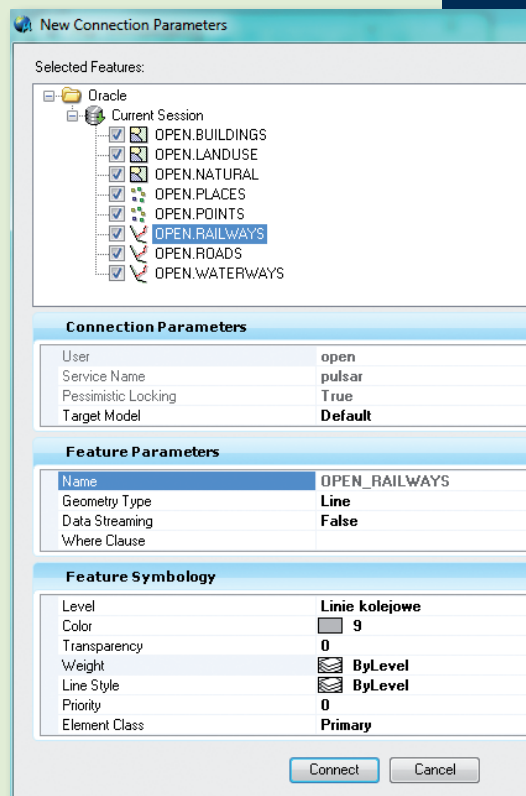 New Connection Parameters
Selected Features:
Oracle
Current Session
OPEN.BUILDINGS
OPEN.LANDUSE
OPEN.NATURAL
OPEN.PLACES
OPEN.POINTS
OPEN.RAILWAYS
OPEN.ROADS
OPEN.WATERWAYS
Connection Parameters
User open
Service Name pulsar
Pessimistic Locking True
Target Model Default
Feature Parameters
Name OPEN_RAILWAYS
Geometry Type Line
Data Streaming False
Where Clause
Feature Symbology
Level Linie kolejowe
Color 9
Transparency 0
Weight ByLevel
Line Style ByLevel
Priority 0
Element Class Primary
Connect Cancel